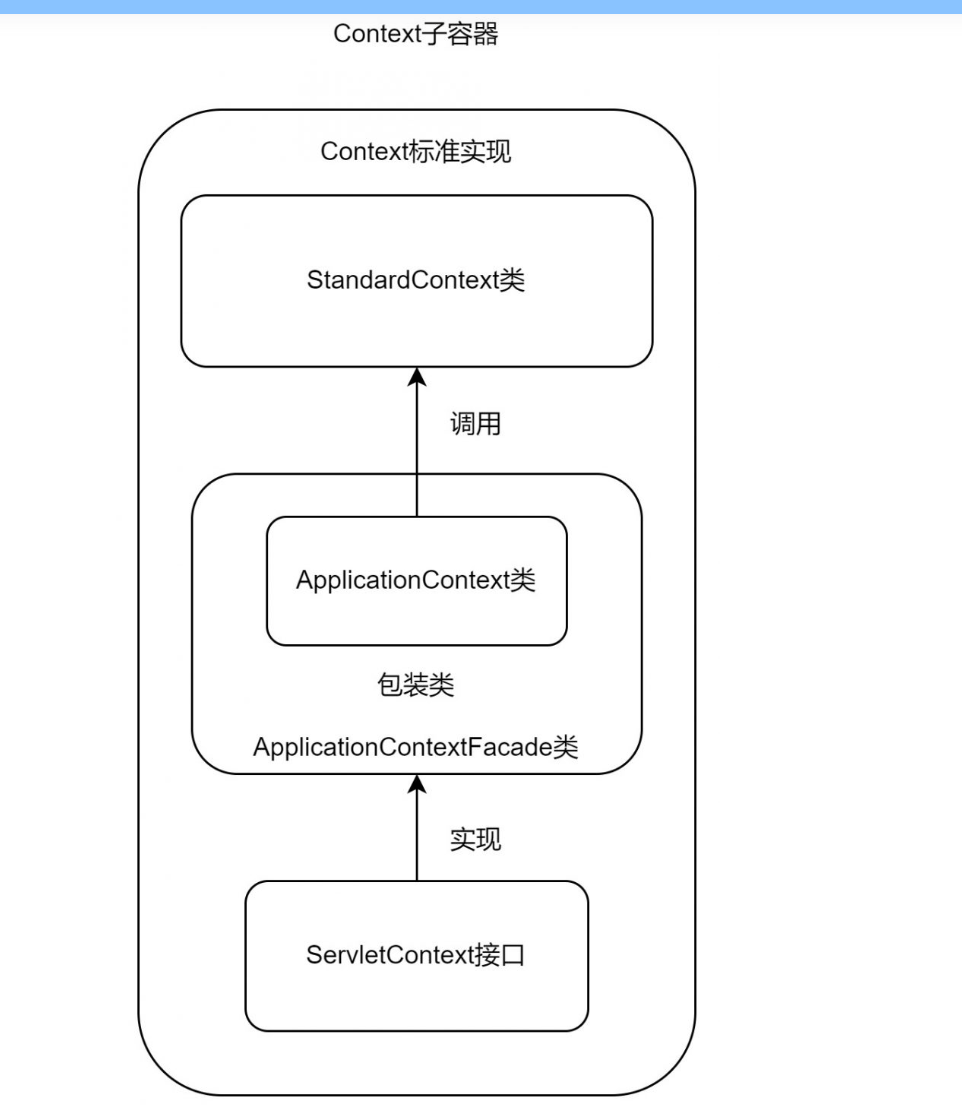 Context子容器
Context标准实现
StandardContext类
调用
ApplicationContext类
包装类
ApplicationContextFacade类
实现
ServletContext接口